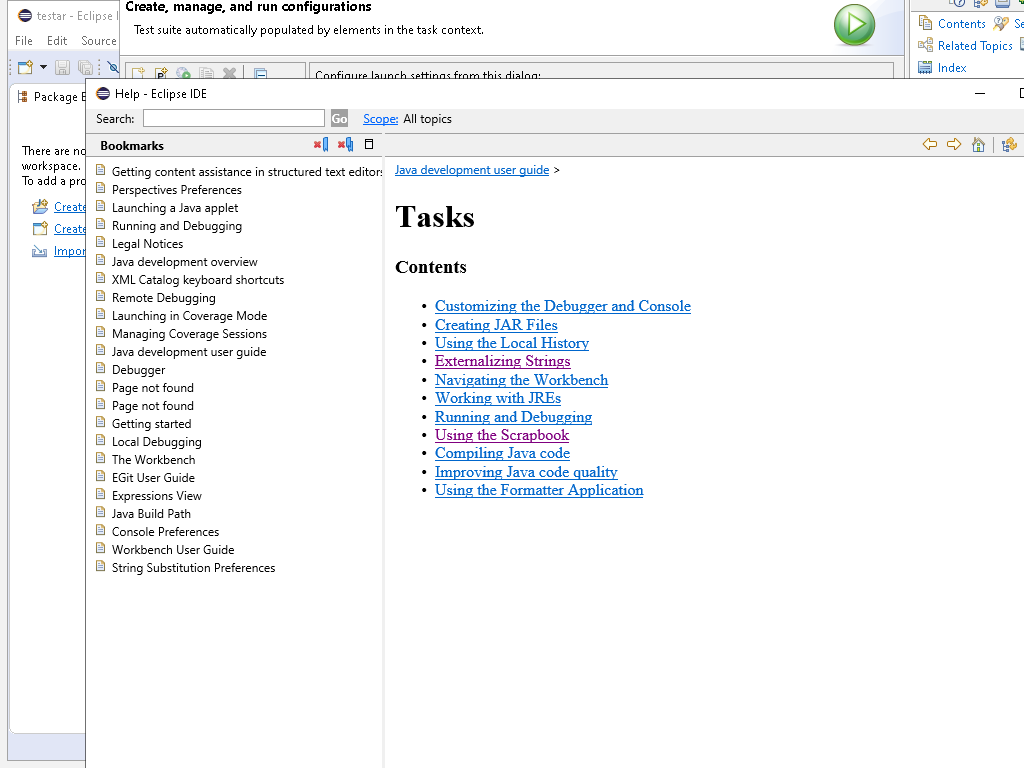 testar - Eclipse I
File Edit Source
Package E
There are no
workspace.
To add a pro
Create
Create
Impor
Create, manage, and run configurations
Test suite automatically populated by elements in the task context.
Configure launch settings from this dialog:
Contents
Related Topics
Index
Help - Eclipse IDE
Search:
Go
Scope: All topics
Bookmarks
Getting content assistance in structured text editors
Perspectives Preferences
Launching a Java applet
Running and Debugging
Legal Notices
Java development overview
XML Catalog keyboard shortcuts
Remote Debugging
Launching in Coverage Mode
Managing Coverage Sessions
Java development user guide
Debugger
Page not found
Page not found
Getting started
Local Debugging
The Workbench
EGit User Guide
Expressions View
Java Build Path
Console Preferences
Workbench User Guide
String Substitution Preferences
Java development user guide >
Tasks
Contents
• Customizing the Debugger and Console
• Creating JAR Files
• Using the Local History
• Externalizing Strings
• Navigating the Workbench
• Working with JREs
• Running and Debugging
• Using the Scrapbook
• Compiling Java code
• Improving Java code quality
• Using the Formatter Application